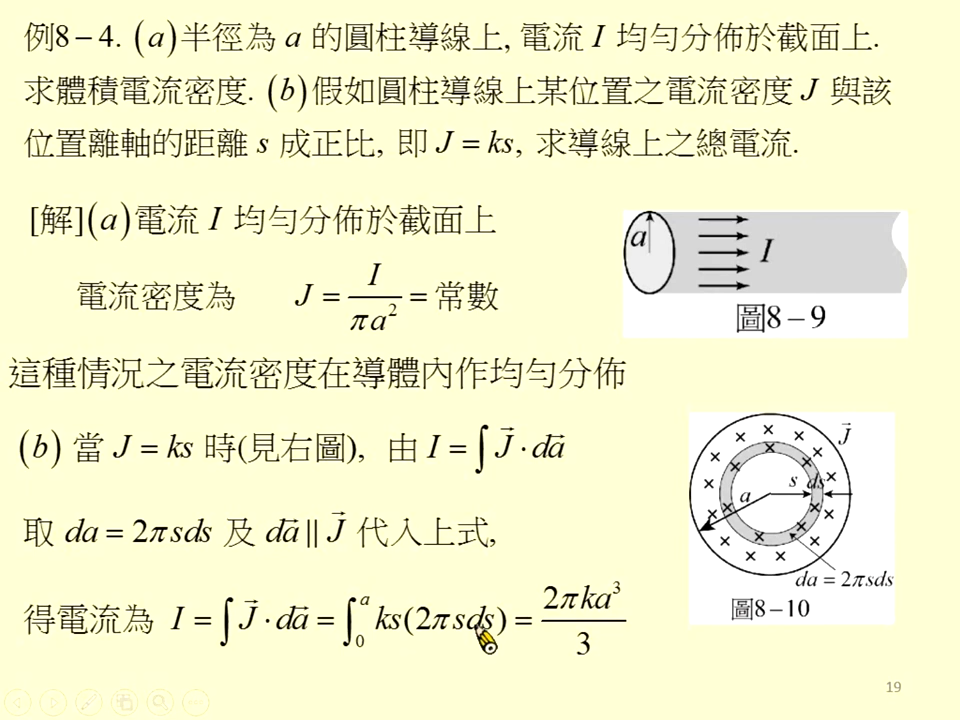 例8－4. (a)半徑為 a 的圓柱導線上, 電流 I 均勻分佈於截面上.
求體積電流密度. (b)假如圓柱導線上某位置之電流密度 J 與該
位置離軸的距離 s 成正比, 即 J = ks, 求導線上之總電流.
[解](a)電流 I 均勻分佈於截面上
電流密度為 J = I/πa² = 常數
a
I
圖8－9
這種情況之電流密度在導體內作均勻分佈
(b) 當 J = ks 時(見右圖), 由 I = ∫J⃗·da⃗
取 da = 2πsds 及 da⃗ || J⃗ 代入上式,
得電流為 I = ∫J⃗·da⃗ = ∫₀ᵃ ks(2πsds) = 2πka³/3
J⃗
s ds
a
da = 2πsds
圖8－10
19